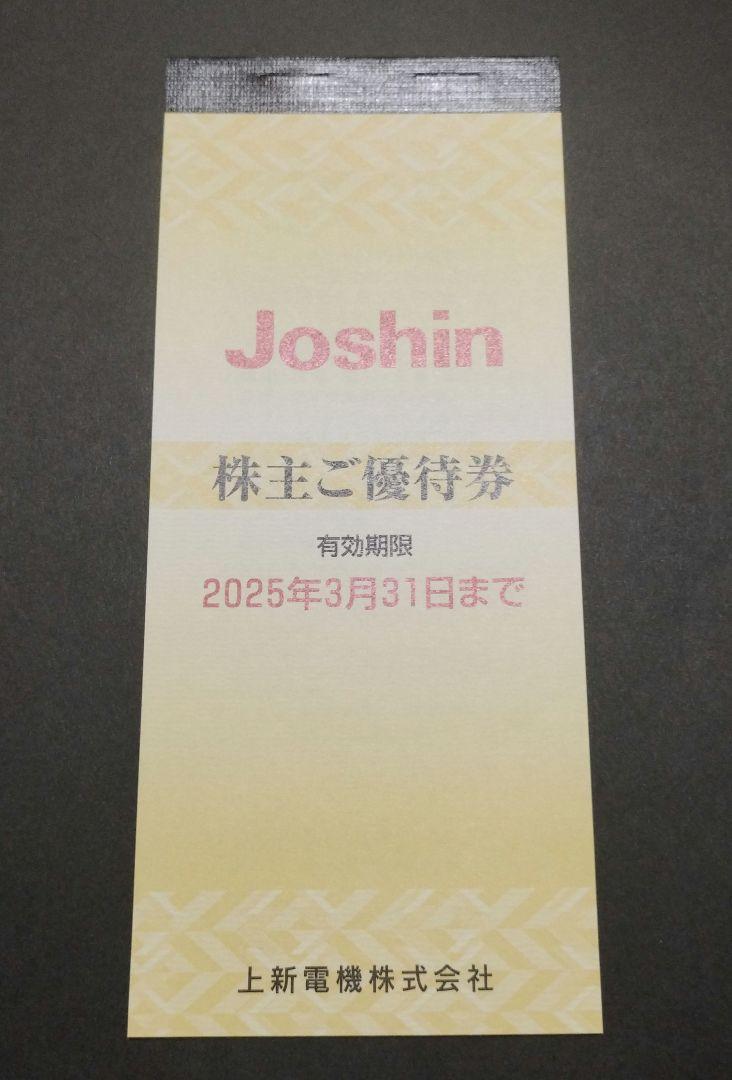 Joshin
株主ご優待券
有効期限
2025年3月31日まで
上新電機株式会社